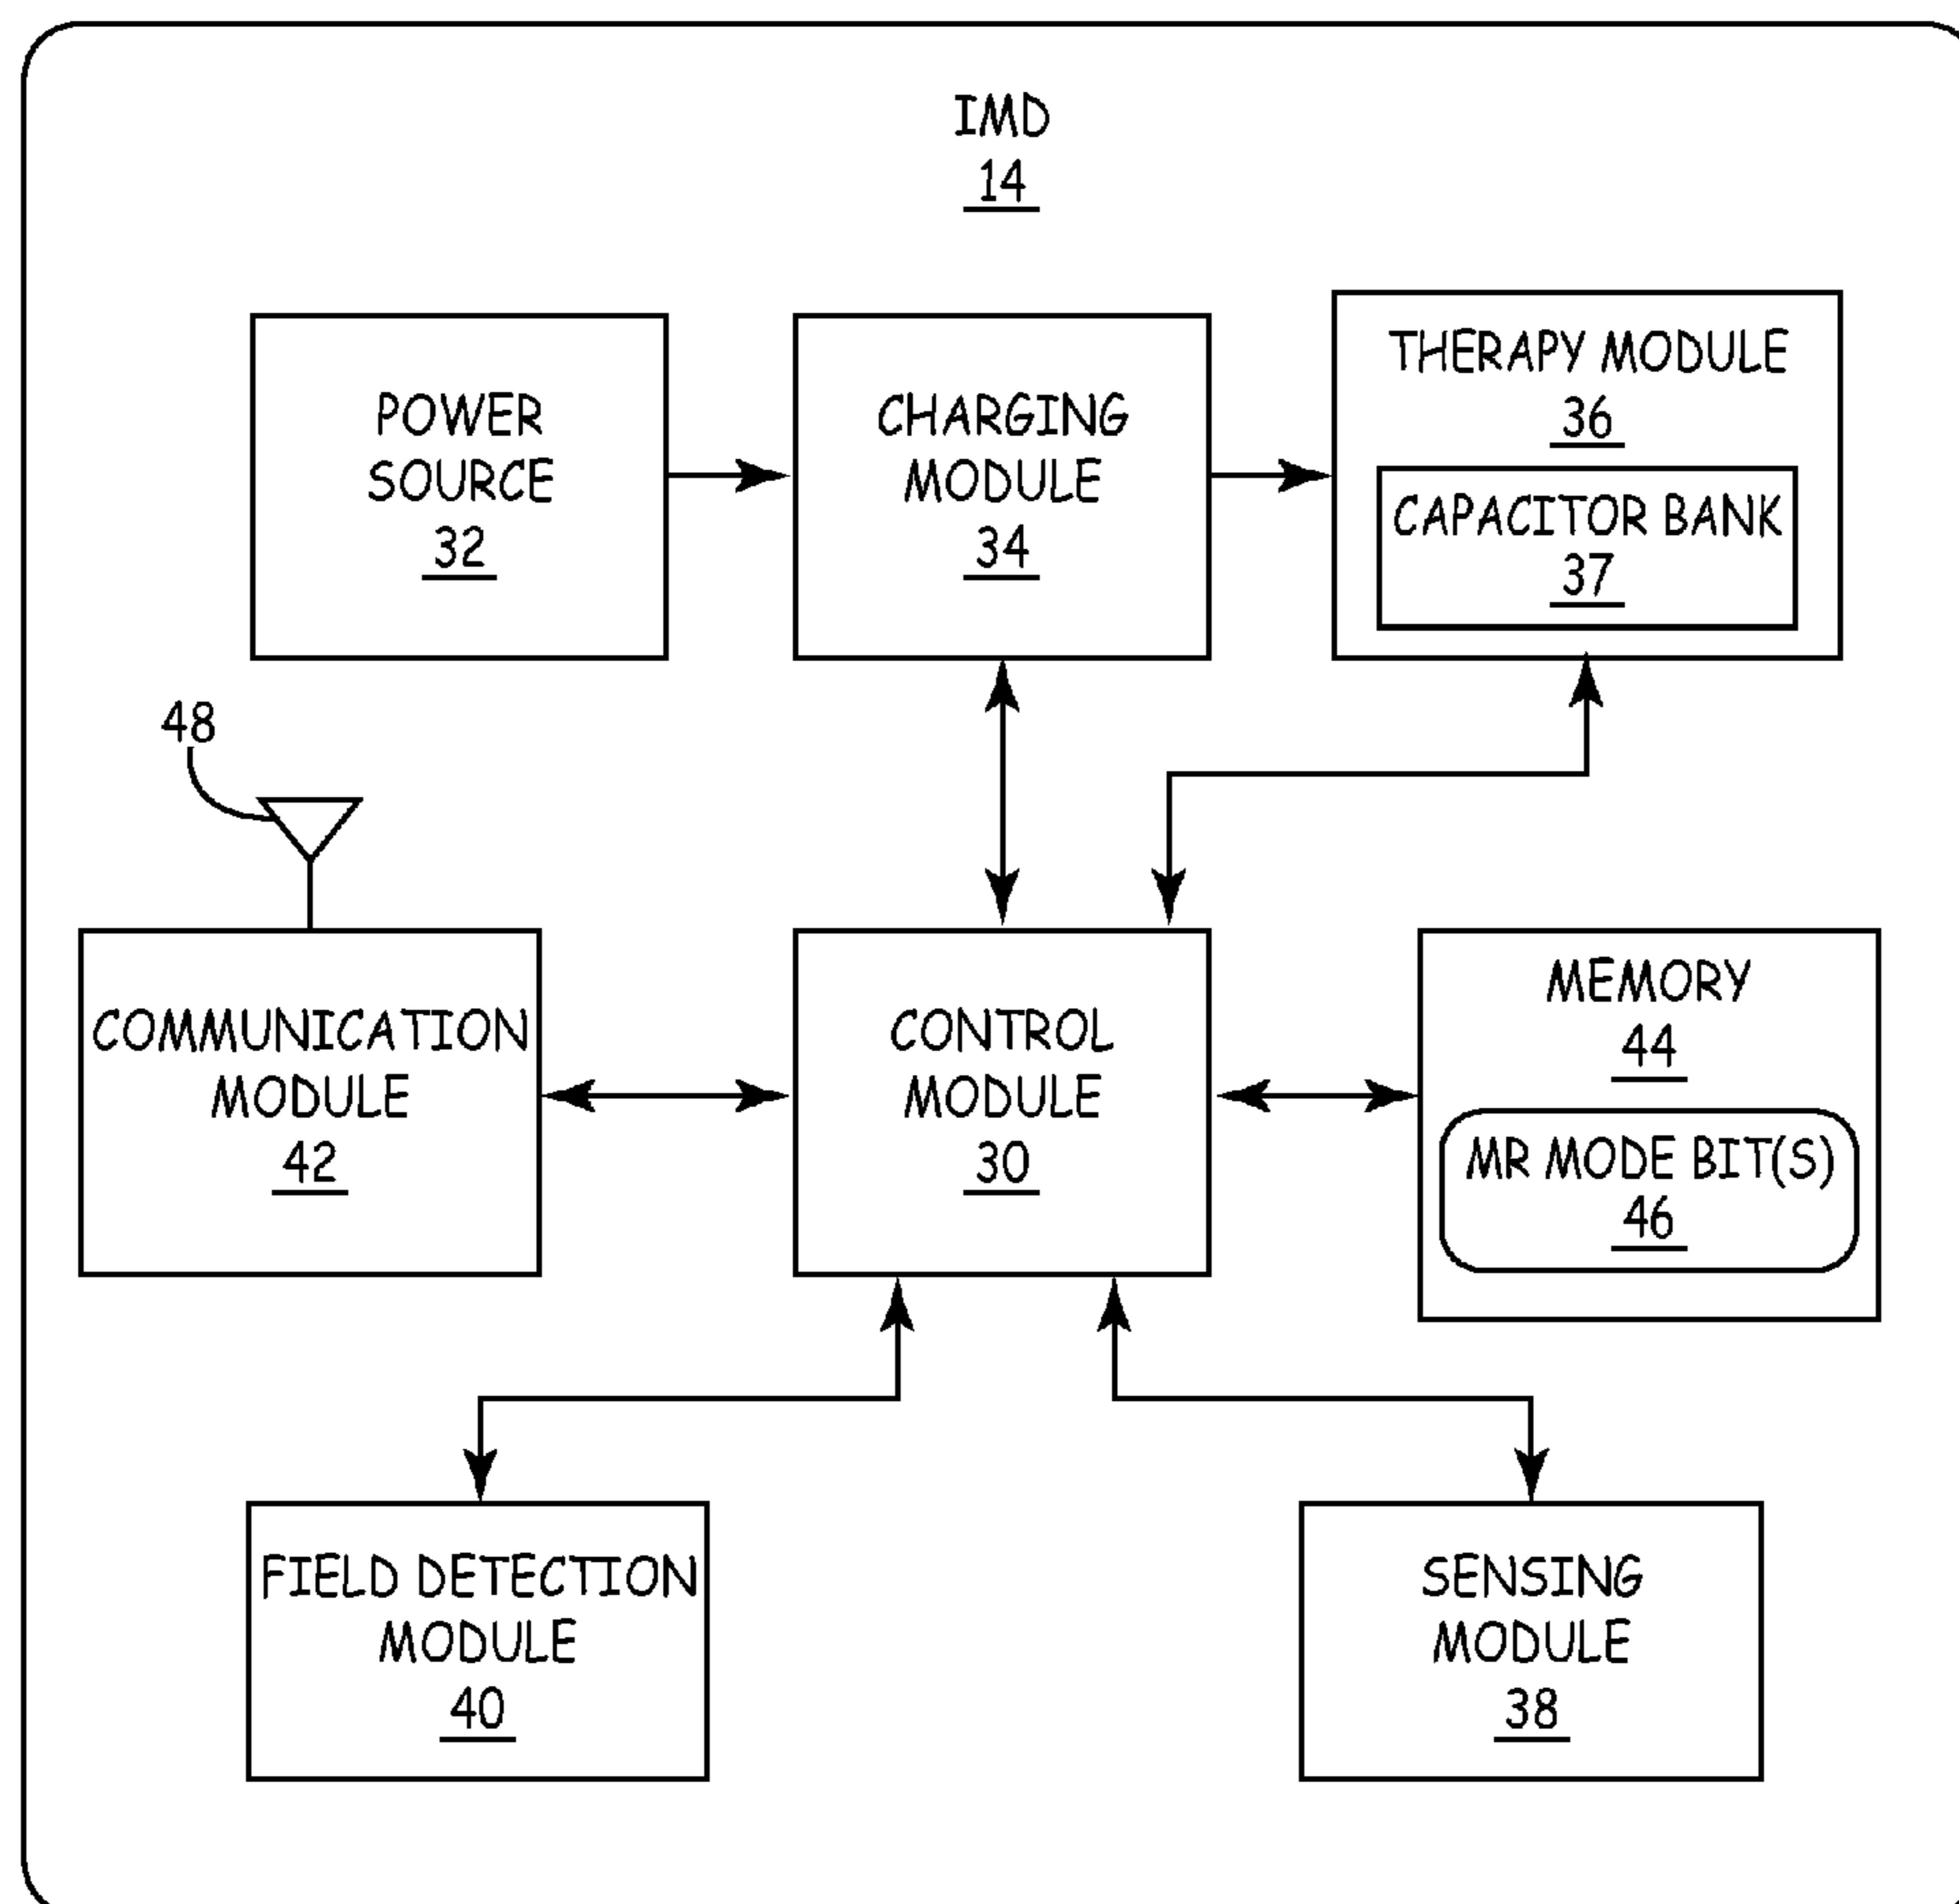 IMD
14
POWER
SOURCE
32
CHARGING
MODULE
34
THERAPY MODULE
36
CAPACITOR BANK
37
48
COMMUNICATION
MODULE
42
CONTROL
MODULE
30
MEMORY
44
MR MODE BIT(S)
46
FIELD DETECTION
MODULE
40
SENSING
MODULE
38